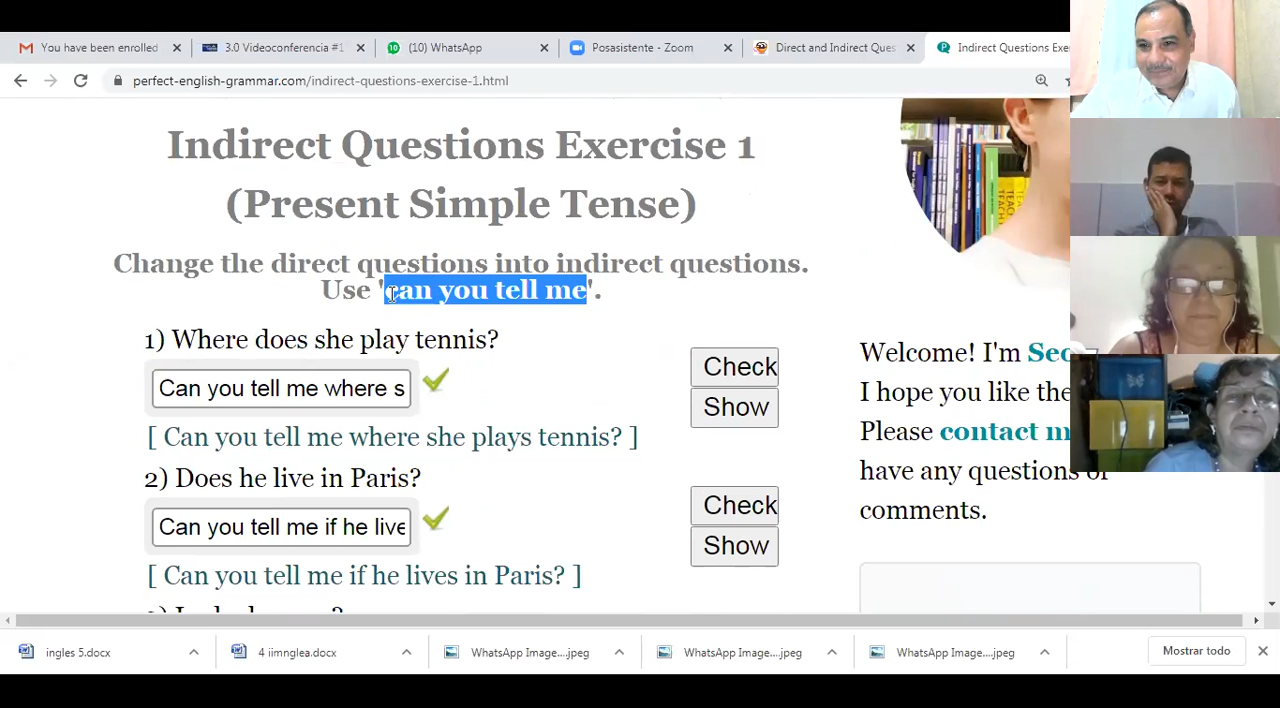 You have been enrolled
3.0 Videoconferencia #1
(10) WhatsApp
Posasistente - Zoom
Direct and Indirect Ques
Indirect Questions Exer
perfect-english-grammar.com/indirect-questions-exercise-1.html
Indirect Questions Exercise 1
(Present Simple Tense)
Change the direct questions into indirect questions.
Use 'can you tell me'.
1) Where does she play tennis?
Can you tell me where s
Check
Show
[ Can you tell me where she plays tennis? ]
2) Does he live in Paris?
Can you tell me if he live
Check
Show
[ Can you tell me if he lives in Paris? ]
Welcome! I'm
I hope you like the
Please contact m
have any questions or
comments.
ingles 5.docx
4 iimnglea.docx
WhatsApp Image....jpeg
WhatsApp Image....jpeg
WhatsApp Image....jpeg
Mostrar todo